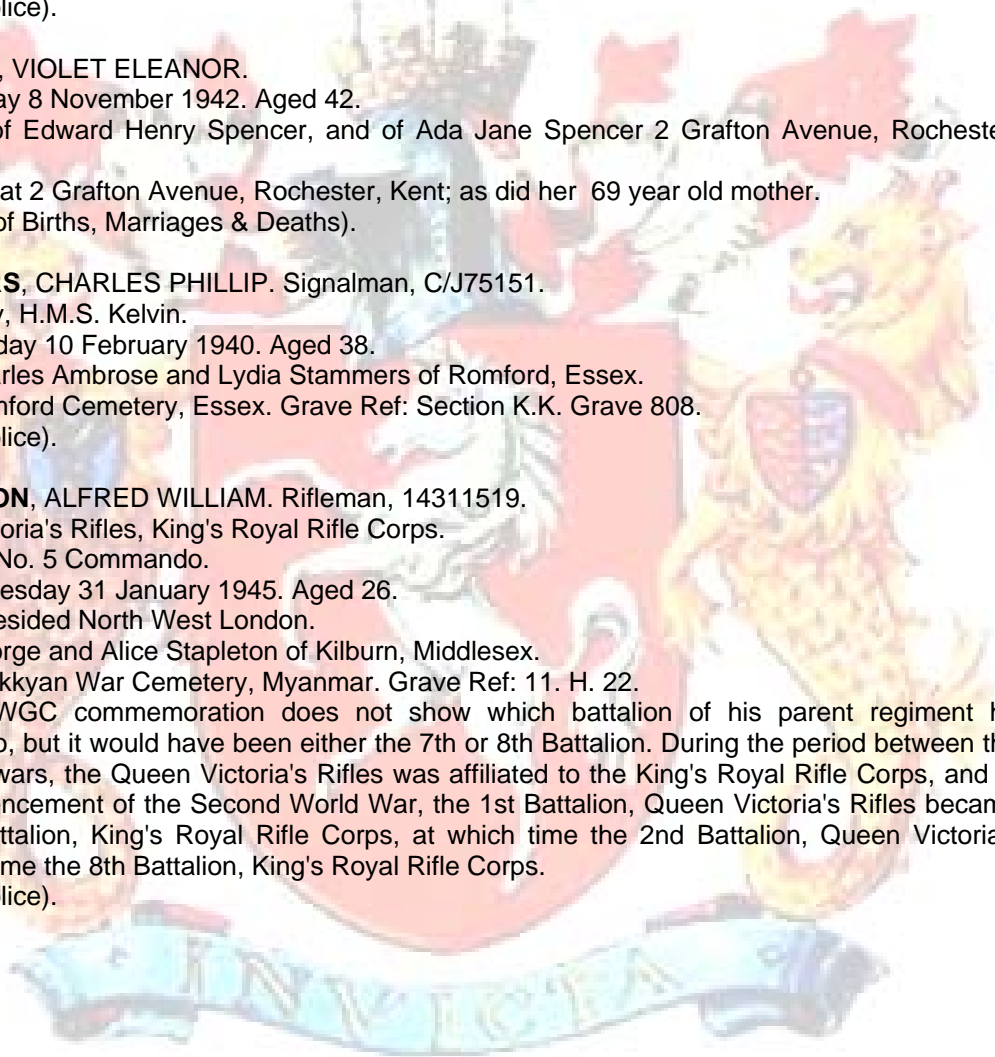 lice).
, VIOLET ELEANOR.
ay 8 November 1942. Aged 42.
of Edward Henry Spencer, and of Ada Jane Spencer 2 Grafton Avenue, Rocheste
at 2 Grafton Avenue, Rochester, Kent; as did her 69 year old mother.
of Births, Marriages & Deaths).
RS, CHARLES PHILLIP. Signalman, C/J75151.
y, H.M.S. Kelvin.
day 10 February 1940. Aged 38.
arles Ambrose and Lydia Stammers of Romford, Essex.
mford Cemetery, Essex. Grave Ref: Section K.K. Grave 808.
lice).
ON, ALFRED WILLIAM. Rifleman, 14311519.
toria's Rifles, King's Royal Rifle Corps.
No. 5 Commando.
nesday 31 January 1945. Aged 26.
esided North West London.
orge and Alice Stapleton of Kilburn, Middlesex.
ukkyan War Cemetery, Myanmar. Grave Ref: 11. H. 22.
WGC commemoration does not show which battalion of his parent regiment h
o, but it would have been either the 7th or 8th Battalion. During the period between th
wars, the Queen Victoria's Rifles was affiliated to the King's Royal Rifle Corps, and
encement of the Second World War, the 1st Battalion, Queen Victoria's Rifles becam
ttalion, King's Royal Rifle Corps, at which time the 2nd Battalion, Queen Victoria
me the 8th Battalion, King's Royal Rifle Corps.
lice).
INVICTA